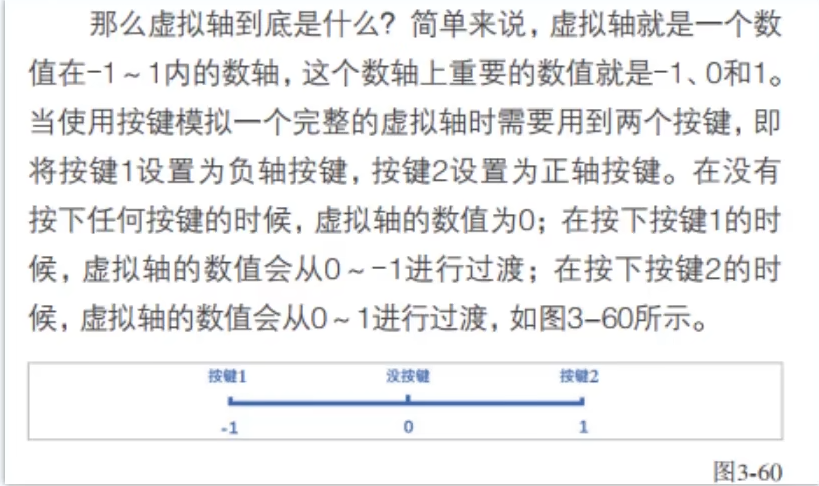 那么虚拟轴到底是什么？简单来说，虚拟轴就是一个数
值在-1～1内的数轴，这个数轴上重要的数值就是-1、0和1。
当使用按键模拟一个完整的虚拟轴时需要用到两个按键，即
将按键1设置为负轴按键，按键2设置为正轴按键。在没有
按下任何按键的时候，虚拟轴的数值为0；在按下按键1的时
候，虚拟轴的数值会从0～-1进行过渡；在按下按键2的时
候，虚拟轴的数值会从0～1进行过渡，如图3-60所示。
按键1 没按键 按键2
-1 0 1
图3-60